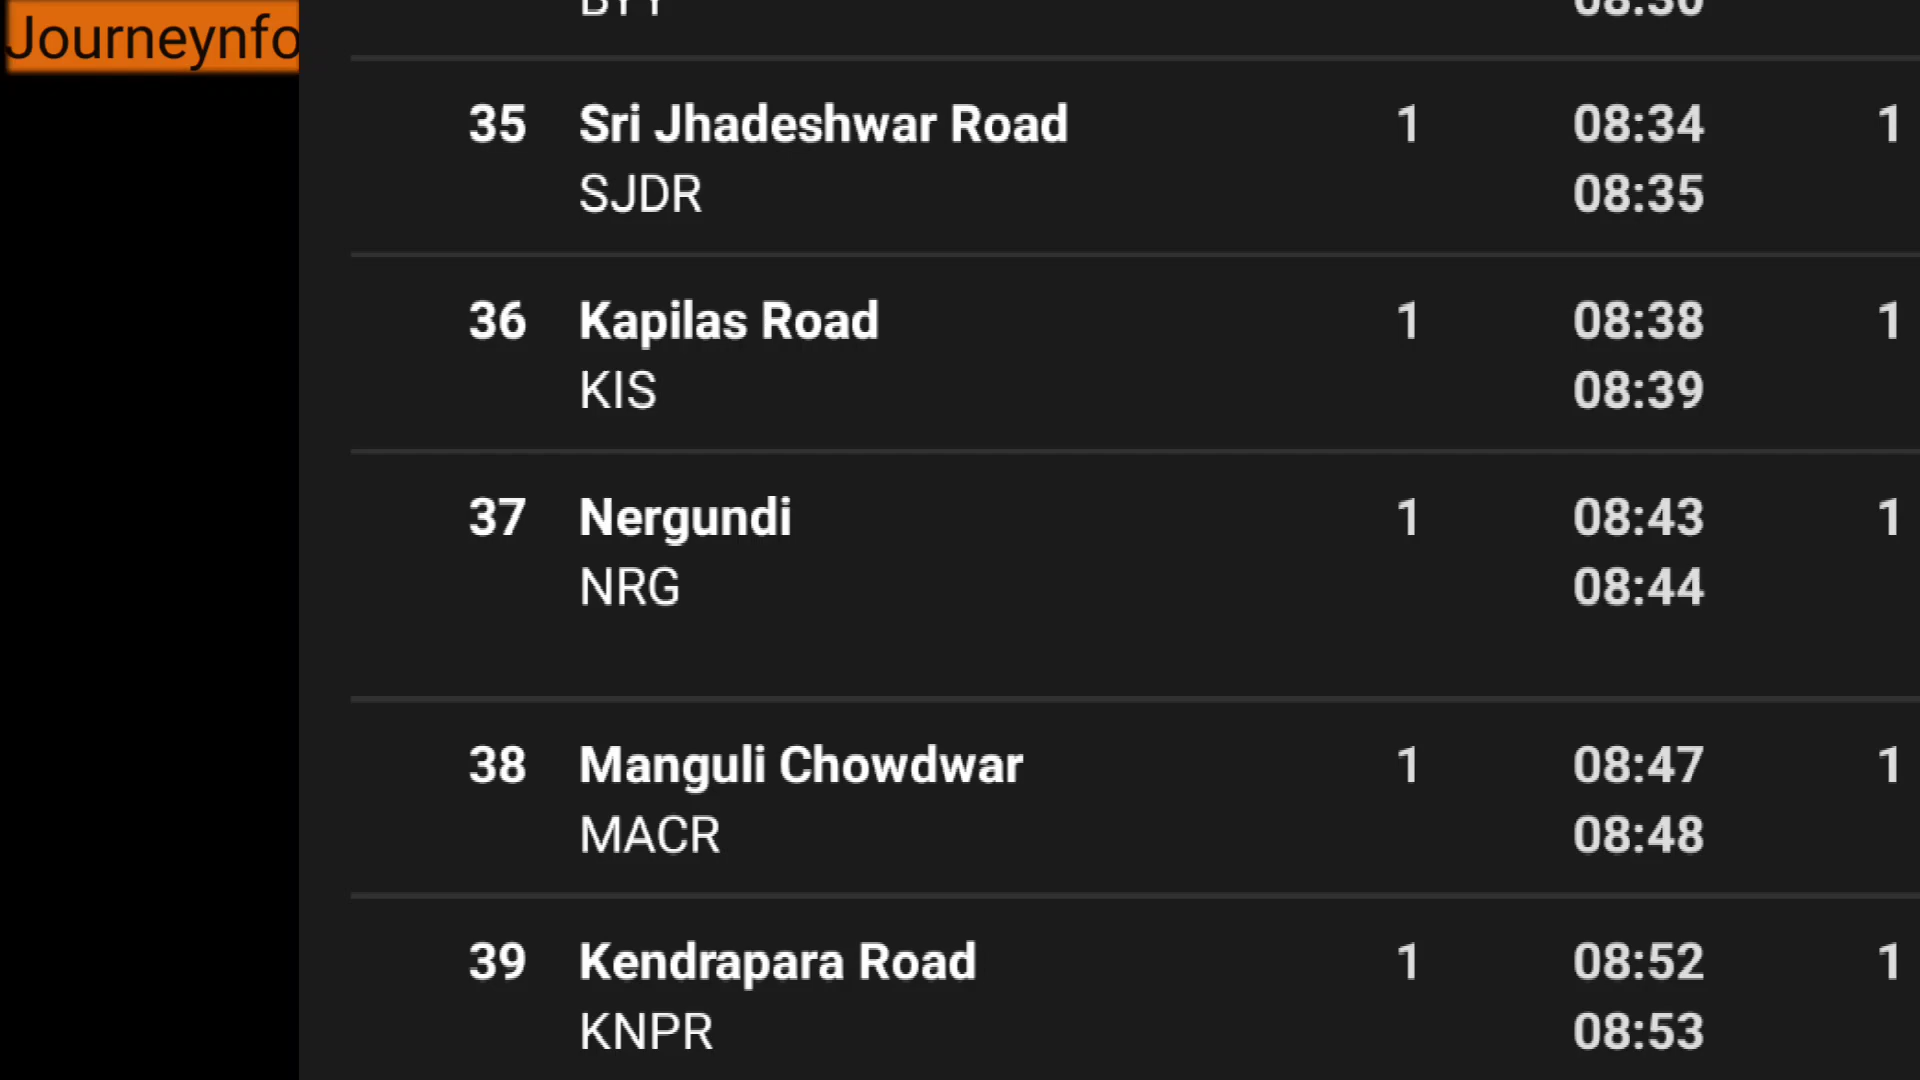 Journeynfo
08:30
35 Sri Jhadeshwar Road 1 08:34 1
SJDR 08:35
36 Kapilas Road 1 08:38 1
KIS 08:39
37 Nergundi 1 08:43 1
NRG 08:44
38 Manguli Chowdwar 1 08:47 1
MACR 08:48
39 Kendrapara Road 1 08:52 1
KNPR 08:53